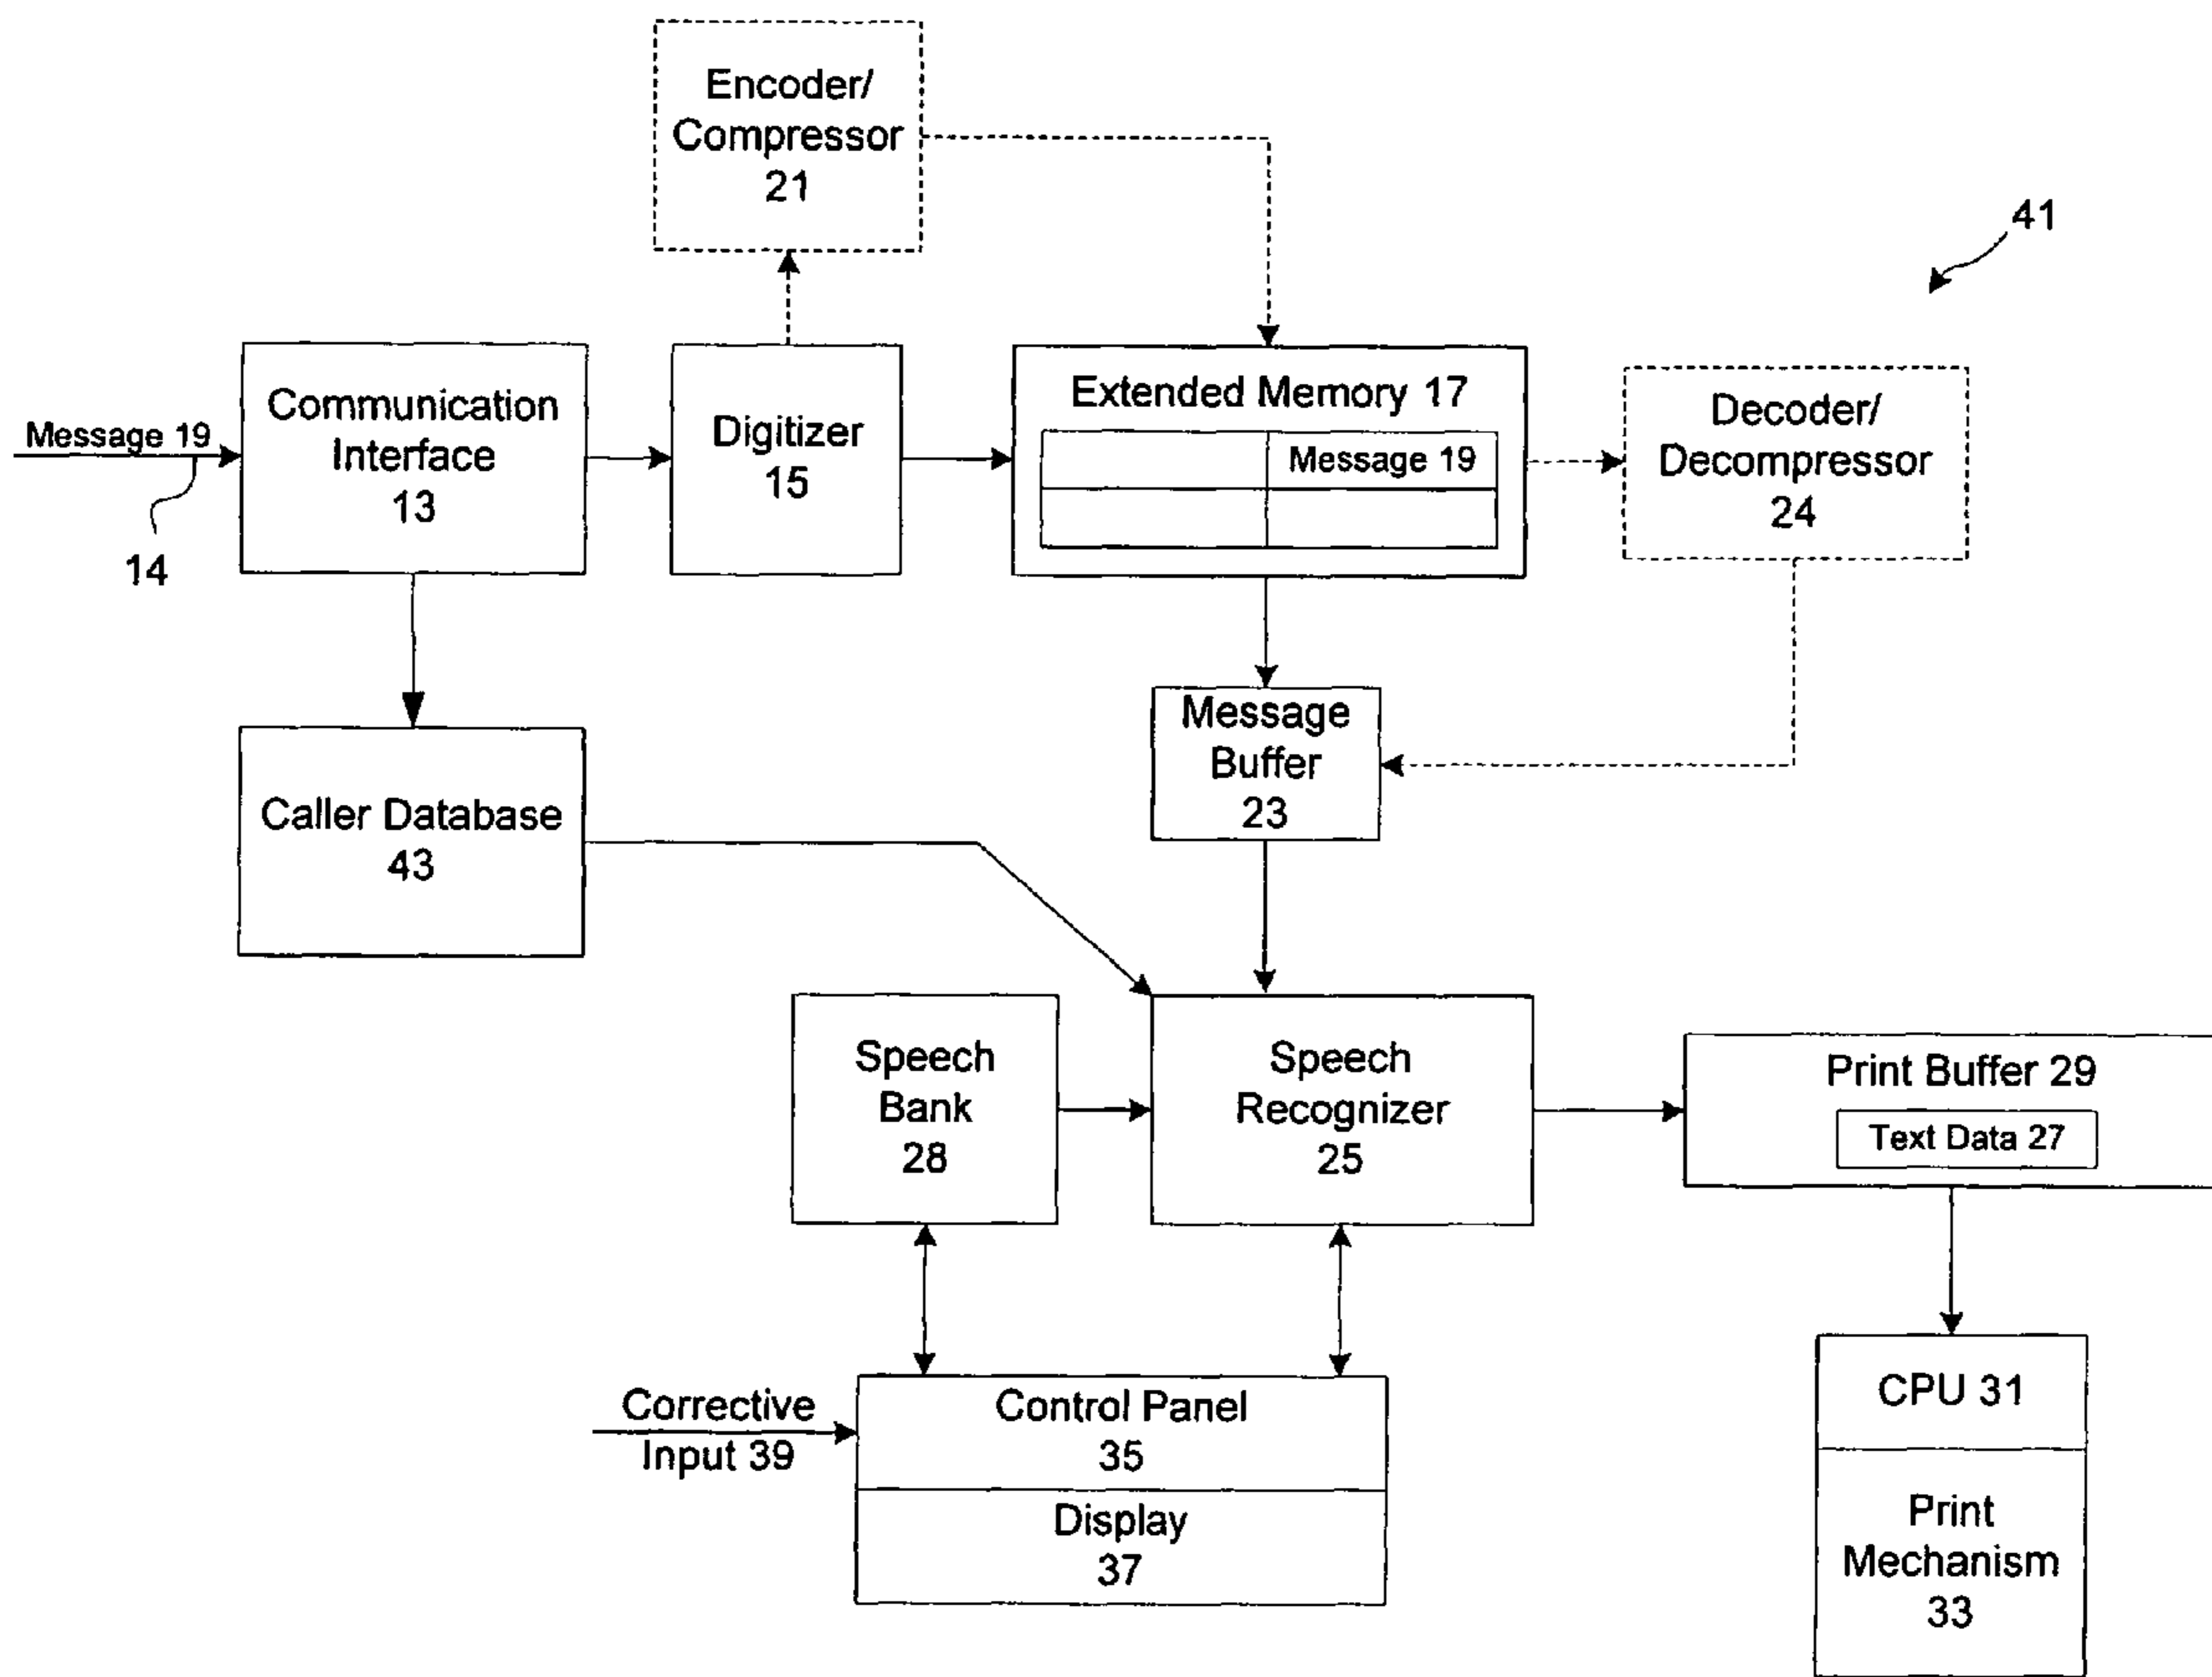 Encoder/
Compressor
21
41
Message 19
14
Communication
Interface
13
Digitizer
15
Extended Memory 17
Message 19
Decoder/
Decompressor
24
Message
Buffer
23
Caller Database
43
Speech
Bank
28
Speech
Recognizer
25
Print Buffer 29
Text Data 27
Corrective
Input 39
Control Panel
35
Display
37
CPU 31
Print
Mechanism
33